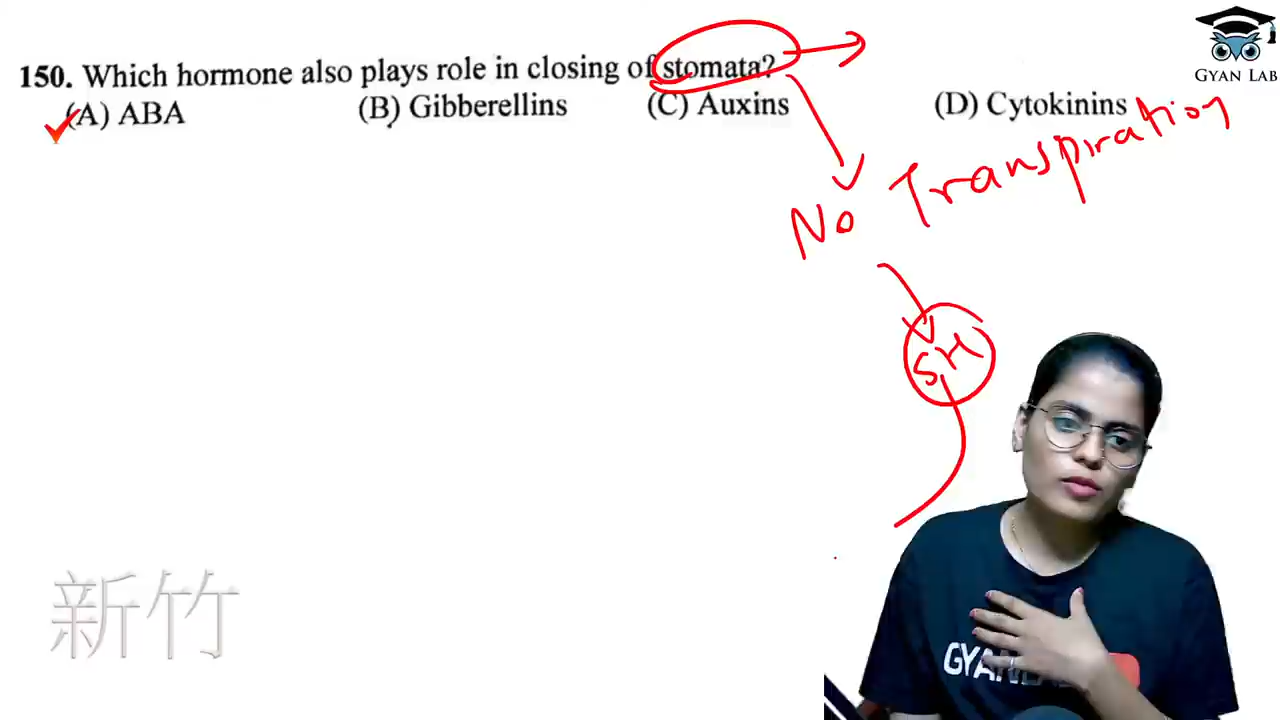 GYAN LAB
150. Which hormone also plays role in closing of stomata?
(A) ABA (B) Gibberellins (C) Auxins (D) Cytokinins
No Transpiration
SH
新竹